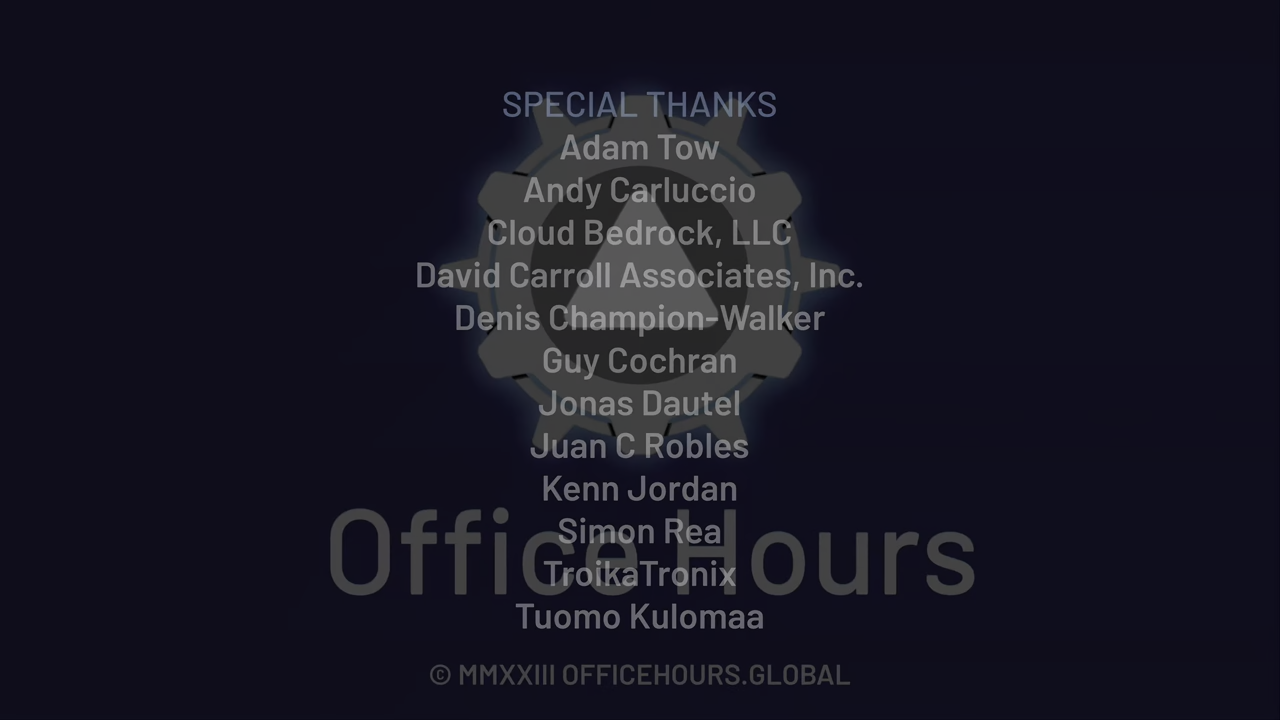 SPECIAL THANKS
Adam Tow
Andy Carluccio
Cloud Bedrock, LLC
David Carroll Associates, Inc.
Denis Champion-Walker
Guy Cochran
Jonas Dautel
Juan C Robles
Kenn Jordan
Simon Rea
Office Hours
TroikaTronix
Tuomo Kulomaa
© MMXXIII OFFICEHOURS.GLOBAL